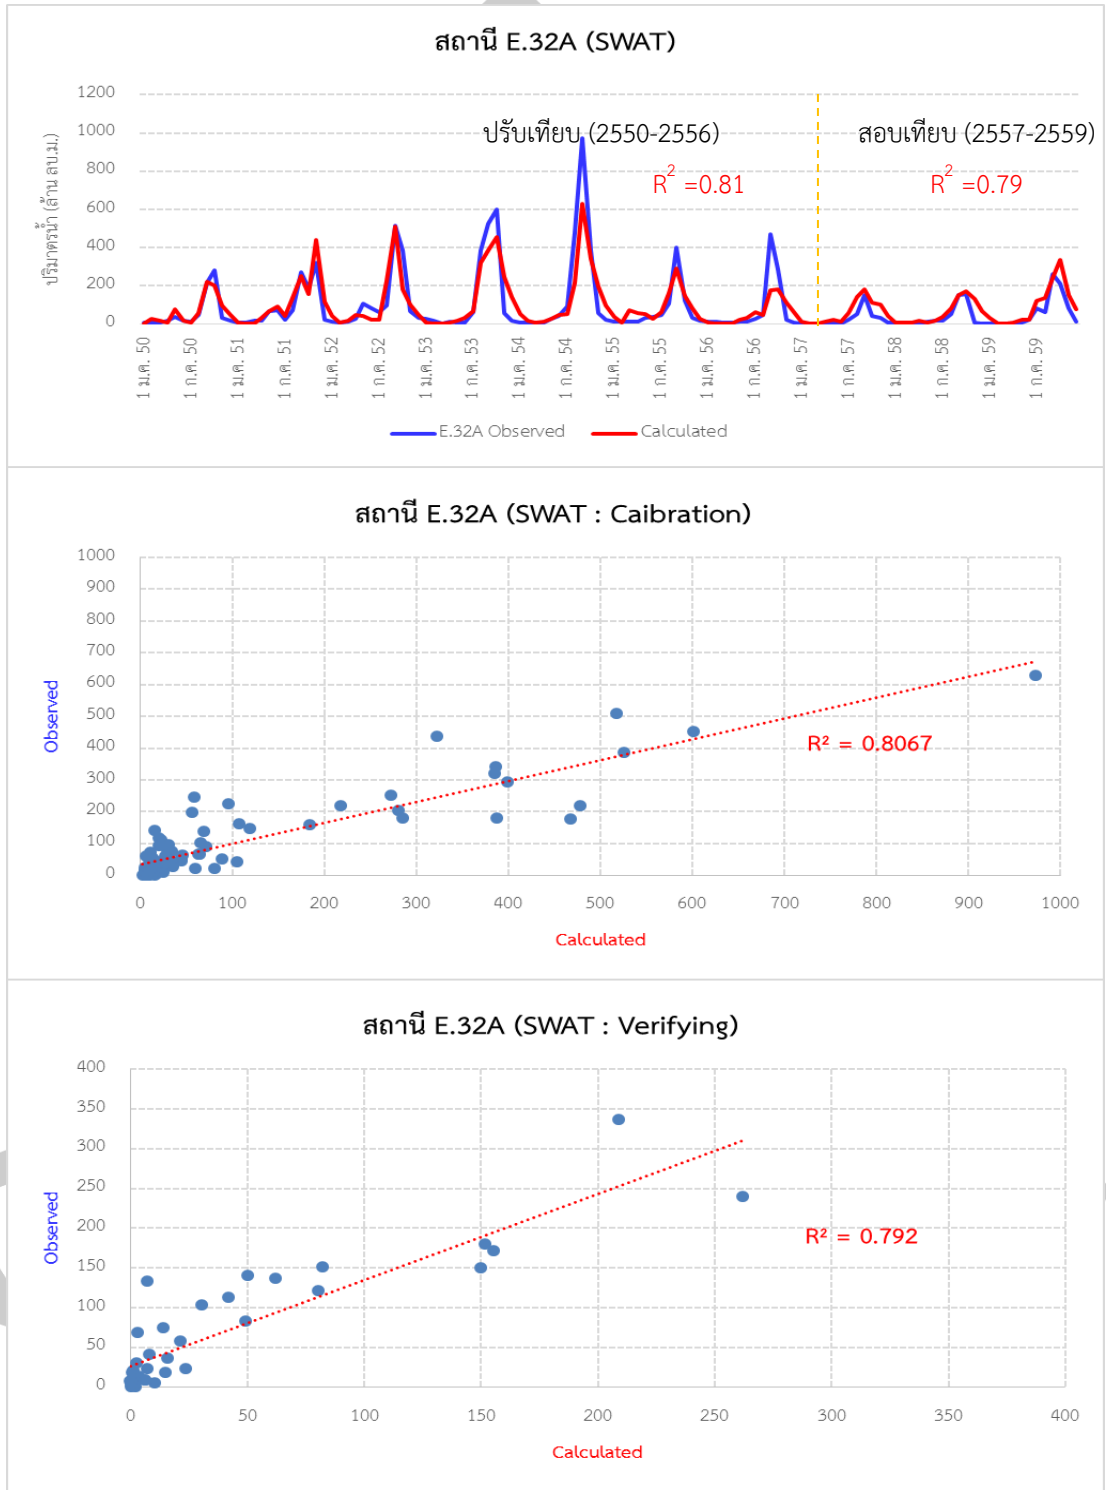 สถานี E.32A (SWAT)
ปริมาตรน้ำ (ล้าน ลบ.ม.)
1200
1000
800
600
400
200
0
ปรับเทียบ (2550-2556)
R² =0.81
สอบเทียบ (2557-2559)
R² =0.79
1 ม.ค. 50
1 ก.ค. 50
1 ม.ค. 51
1 ก.ค. 51
1 ม.ค. 52
1 ก.ค. 52
1 ม.ค. 53
1 ก.ค. 53
1 ม.ค. 54
1 ก.ค. 54
1 ม.ค. 55
1 ก.ค. 55
1 ม.ค. 56
1 ก.ค. 56
1 ม.ค. 57
1 ก.ค. 57
1 ม.ค. 58
1 ก.ค. 58
1 ม.ค. 59
1 ก.ค. 59
E.32A Observed
Calculated
สถานี E.32A (SWAT : Caibration)
Observed
1000
900
800
700
600
500
400
300
200
100
0
R² = 0.8067
0 100 200 300 400 500 600 700 800 900 1000
Calculated
สถานี E.32A (SWAT : Verifying)
Observed
400
350
300
250
200
150
100
50
0
R² = 0.792
0 50 100 150 200 250 300 350 400
Calculated